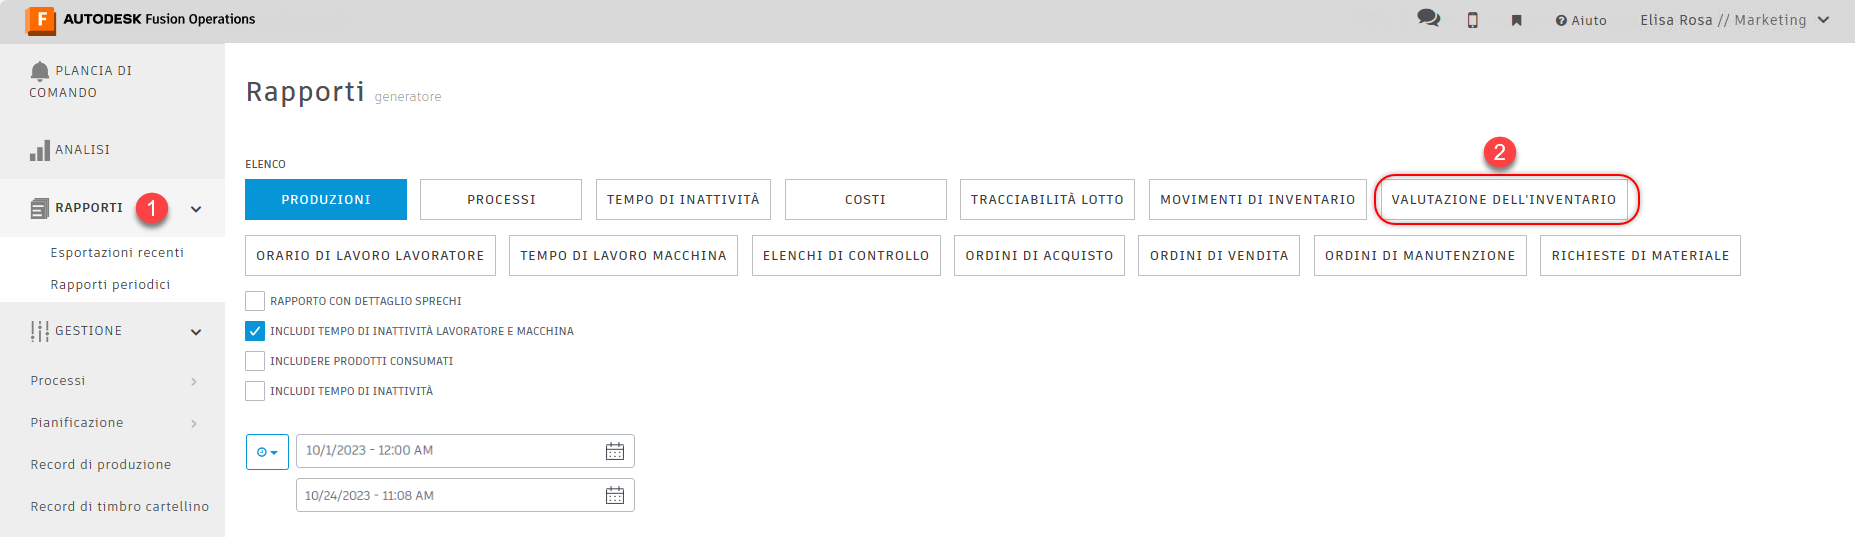 AUTODESK Fusion Operations
Aiuto
Elisa Rosa // Marketing
PLANCIA DI
COMANDO
ANALISI
RAPPORTI
1
Esportazioni recenti
Rapporti periodici
GESTIONE
Processi
Pianificazione
Record di produzione
Record di timbro cartellino
Rapporti generatore
ELENCO
2
PRODUZIONI
PROCESSI
TEMPO DI INATTIVITÀ
COSTI
TRACCIABILITÀ LOTTO
MOVIMENTI DI INVENTARIO
VALUTAZIONE DELL'INVENTARIO
ORARIO DI LAVORO LAVORATORE
TEMPO DI LAVORO MACCHINA
ELENCHI DI CONTROLLO
ORDINI DI ACQUISTO
ORDINI DI VENDITA
ORDINI DI MANUTENZIONE
RICHIESTE DI MATERIALE
RAPPORTO CON DETTAGLIO SPRECHI
INCLUDI TEMPO DI INATTIVITÀ LAVORATORE E MACCHINA
INCLUDERE PRODOTTI CONSUMATI
INCLUDI TEMPO DI INATTIVITÀ
10/1/2023 - 12:00 AM
10/24/2023 - 11:08 AM